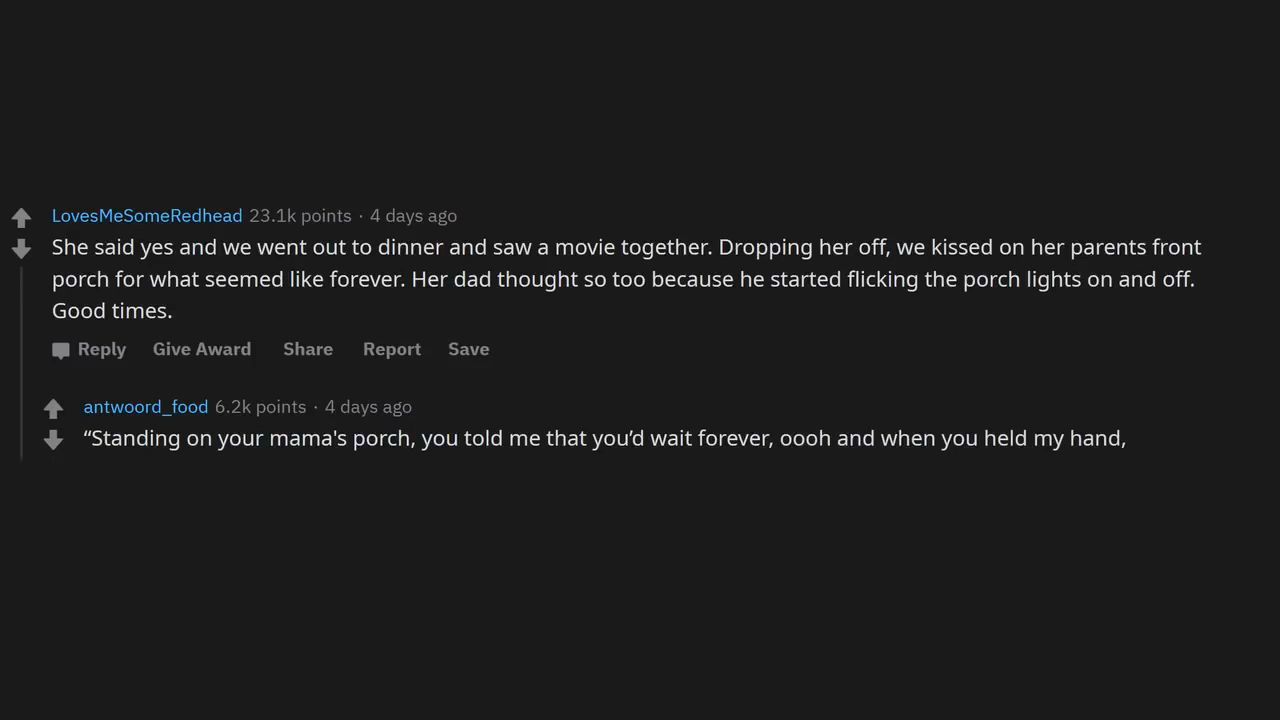 LovesMeSomeRedhead 23.1k points · 4 days ago
She said yes and we went out to dinner and saw a movie together. Dropping her off, we kissed on her parents front
porch for what seemed like forever. Her dad thought so too because he started flicking the porch lights on and off.
Good times.
Reply Give Award Share Report Save
antwoord_food 6.2k points · 4 days ago
“Standing on your mama's porch, you told me that you’d wait forever, oooh and when you held my hand,